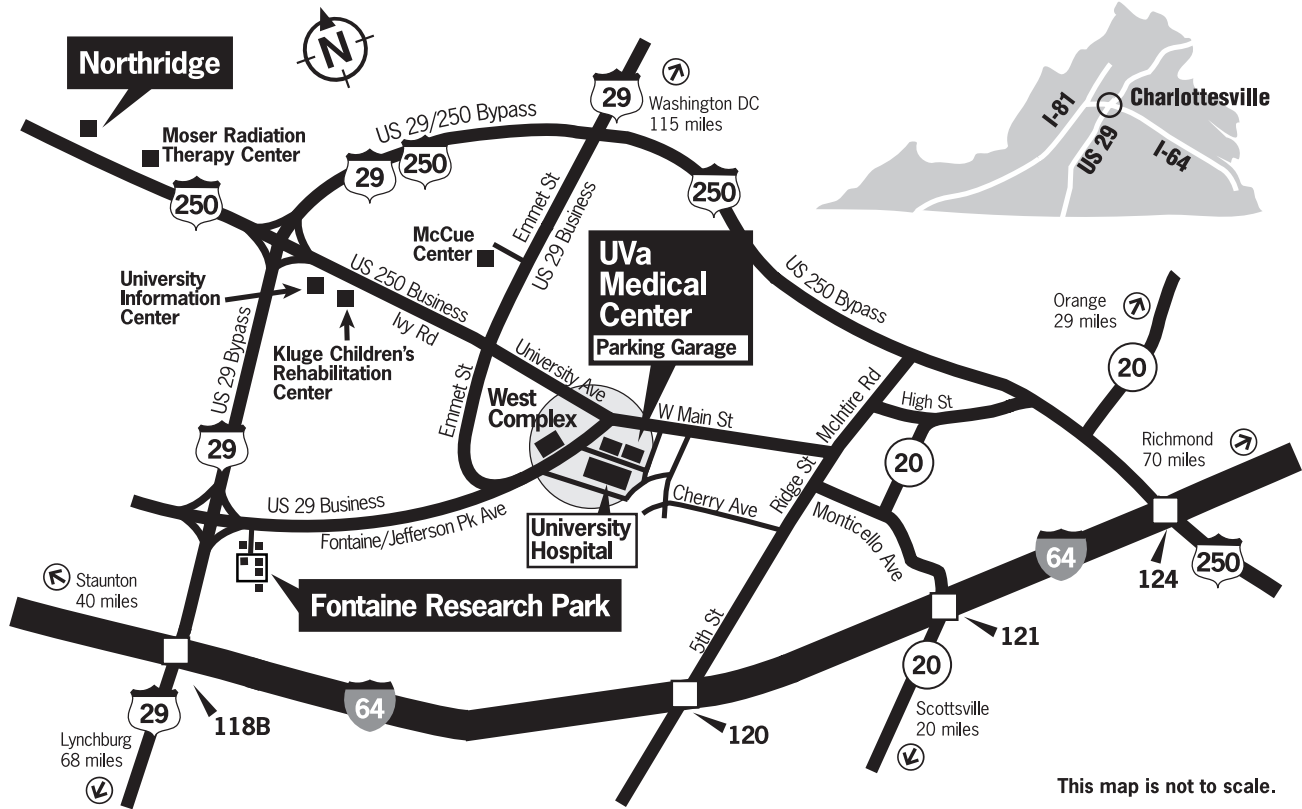 Northridge
N
29
Washington DC
115 miles
I-81
Charlottesville
US 29
I-64
Moser Radiation
Therapy Center
US 29/250 Bypass
29
250
250
250
Emmet St
US 29 Business
McCue
Center
UVa
Medical
Center
Parking Garage
US 250 Bypass
University
Information
Center
US 250 Business
Ivy Rd
Orange
29 miles
20
US 29 Bypass
Kluge Children's
Rehabilitation
Center
University Ave
Emmet St
West
Complex
W Main St
McIntire Rd
High St
29
20
Richmond
70 miles
US 29 Business
Fontaine/Jefferson Pk Ave
Cherry Ave
Ridge St
Monticello Ave
University
Hospital
64
124
250
Staunton
40 miles
Fontaine Research Park
5th St
121
20
29
118B
64
120
Scottsville
20 miles
Lynchburg
68 miles
This map is not to scale.